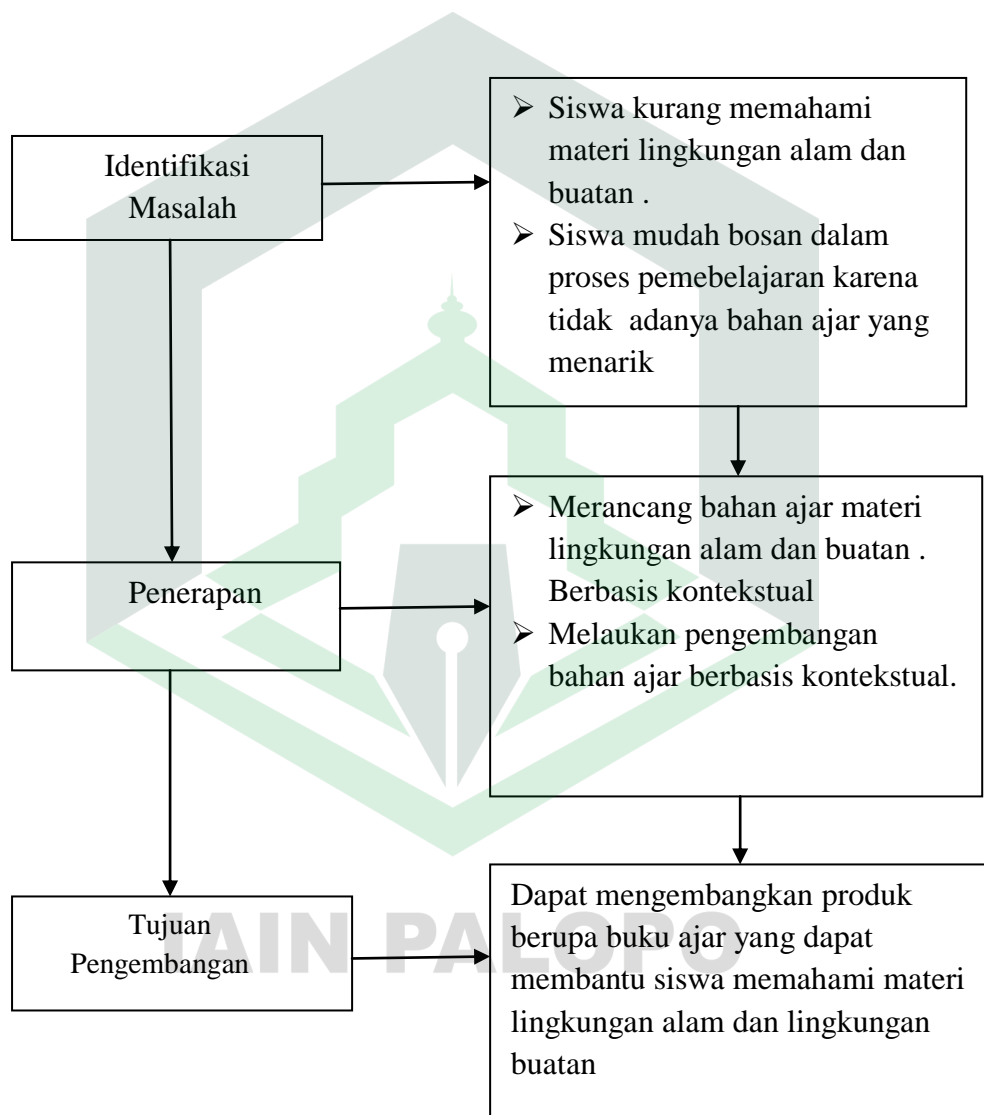 Identifikasi
Masalah
➢ Siswa kurang memahami
materi lingkungan alam dan
buatan .
➢ Siswa mudah bosan dalam
proses pemebelajaran karena
tidak adanya bahan ajar yang
menarik
Penerapan
➢ Merancang bahan ajar materi
lingkungan alam dan buatan .
Berbasis kontekstual
➢ Melaukan pengembangan
bahan ajar berbasis kontekstual.
Tujuan
Pengembangan
Dapat mengembangkan produk
berupa buku ajar yang dapat
membantu siswa memahami materi
lingkungan alam dan lingkungan
buatan
IAIN PALOPO